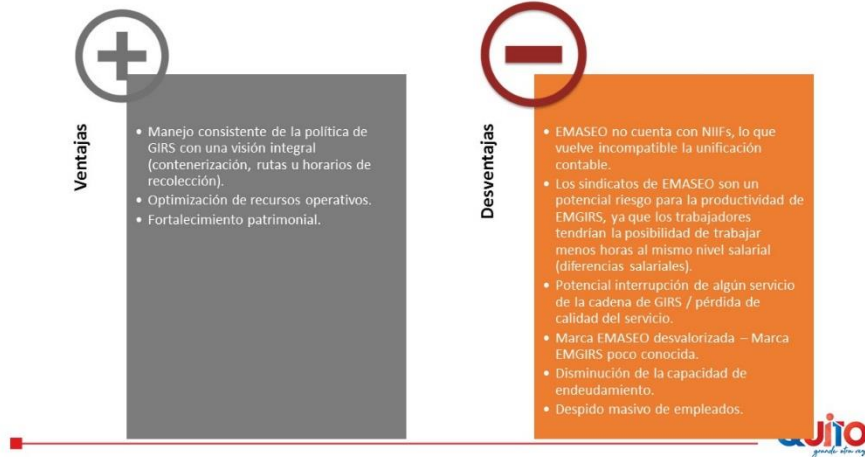 Ventajas
• Manejo consistente de la política de
GIRS con una visión integral
(contenerización, rutas u horarios de
recolección).
• Optimización de recursos operativos.
• Fortalecimiento patrimonial.
Desventajas
• EMASEO no cuenta con NIIFs, lo que
vuelve incompatible la unificación
contable.
• Los sindicatos de EMASEO son un
potencial riesgo para la productividad de
EMGIRS, ya que los trabajadores
tendrían la posibilidad de trabajar
menos horas al mismo nivel salarial
(diferencias salariales).
• Potencial interrupción de algún servicio
de la cadena de GIRS / pérdida de
calidad del servicio.
• Marca EMASEO desvalorizada – Marca
EMGIRS poco conocida.
• Disminución de la capacidad de
endeudamiento.
• Despido masivo de empleados.
QUITO
grande otra vez